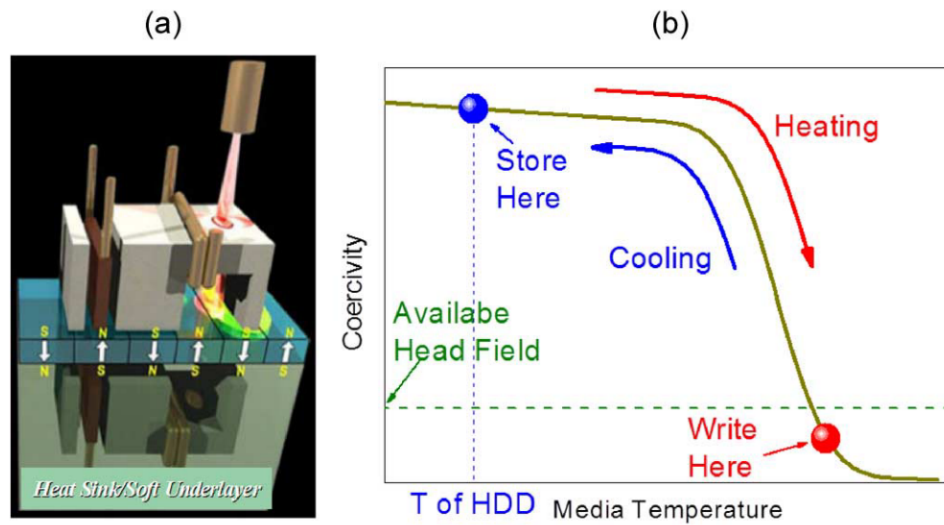 (a)
S N S N S N
N S N S N S
Heat Sink/Soft Underlayer
(b)
Coercivity
Heating
Store
Here
Cooling
Availabe
Head Field
Write
Here
T of HDD
Media Temperature